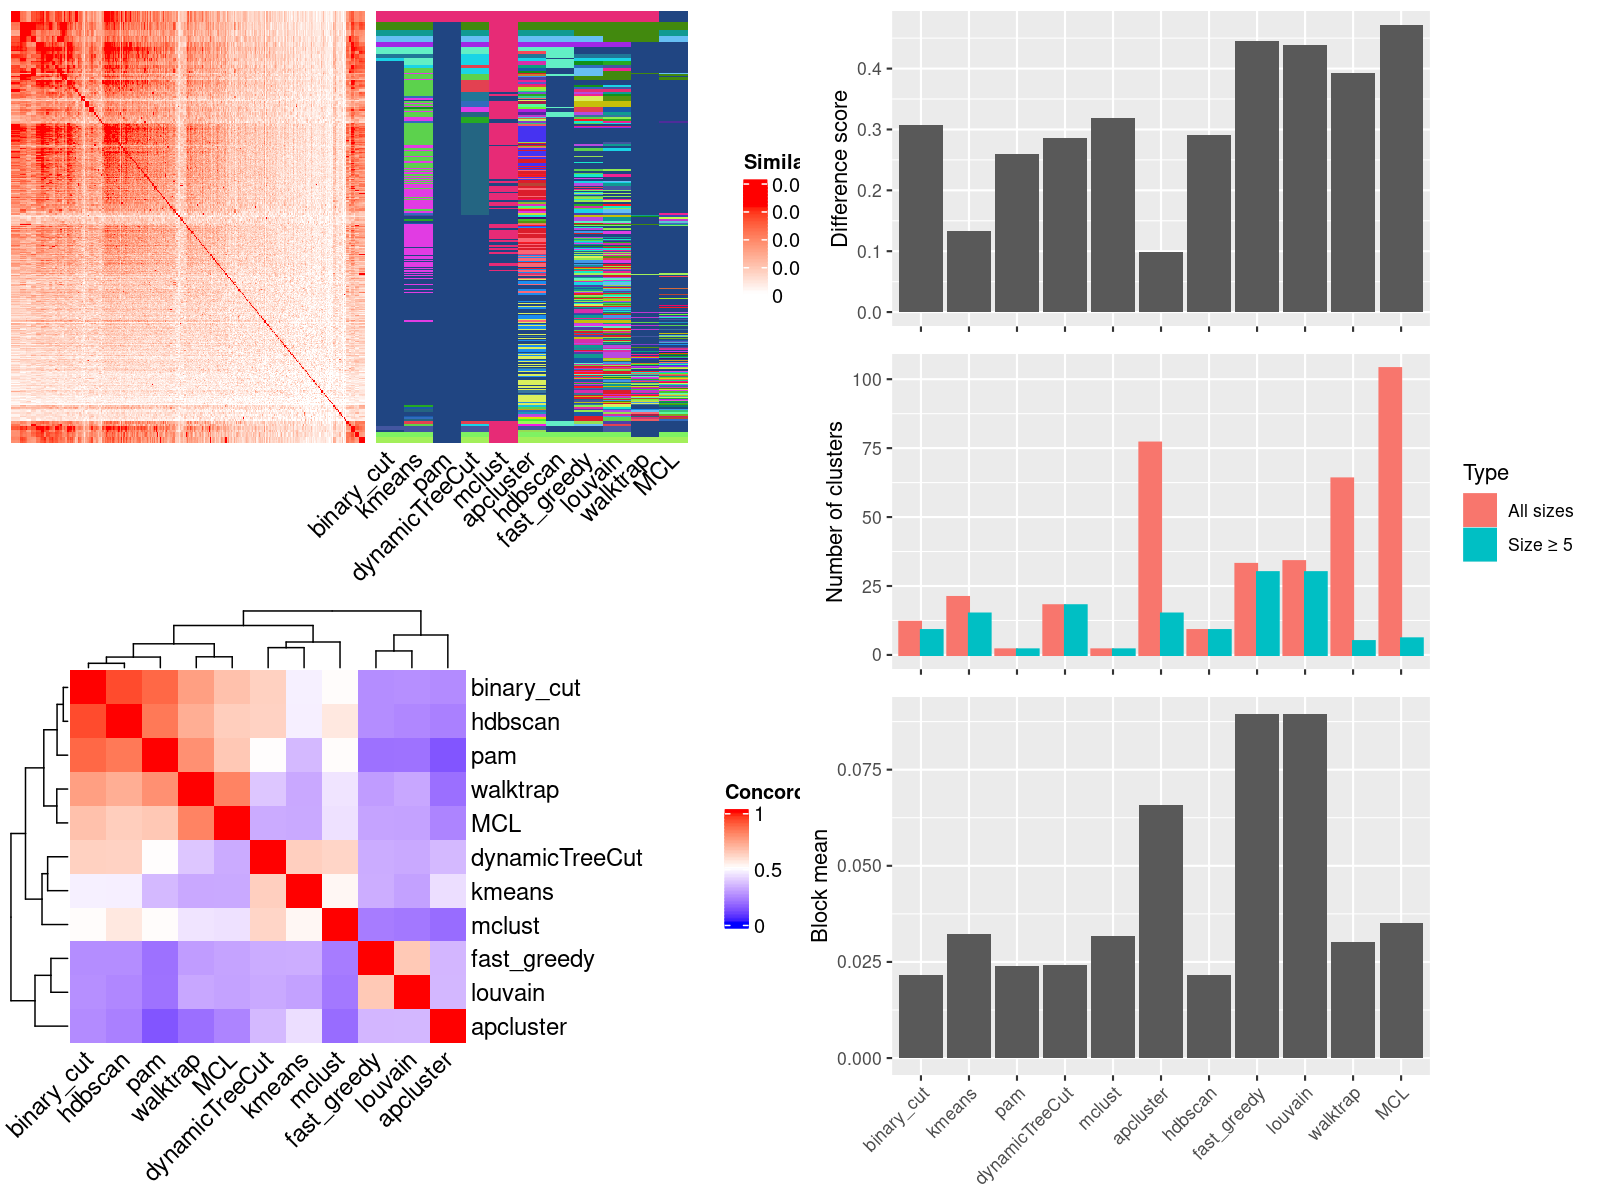 Simila
0.0
0.0
0.0
0.0
0
binary_cut
kmeans
pam
dynamicTreeCut
mclust
apcluster
hdbscan
fast_greedy
louvain
walktrap
MCL
binary_cut
hdbscan
pam
walktrap
MCL
dynamicTreeCut
kmeans
mclust
fast_greedy
louvain
apcluster
binary_cut
hdbscan
pam
walktrap
MCL
dynamicTreeCut
kmeans
mclust
fast_greedy
louvain
apcluster
Concord
1
0.5
0
Difference score
0.4
0.3
0.2
0.1
0.0
Number of clusters
100
75
50
25
0
Type
All sizes
Size ≥ 5
Block mean
0.075
0.050
0.025
0.000
binary_cut
kmeans
pam
dynamicTreeCut
mclust
apcluster
hdbscan
fast_greedy
louvain
walktrap
MCL